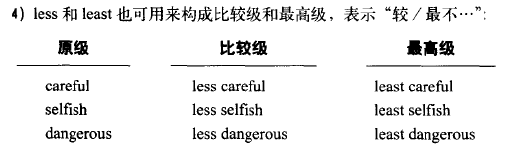 4) less 和 least 也可用来构成比较级和最高级，表示“较／最不…”：
原级 比较级 最高级
careful less careful least careful
selfish less selfish least selfish
dangerous less dangerous least dangerous